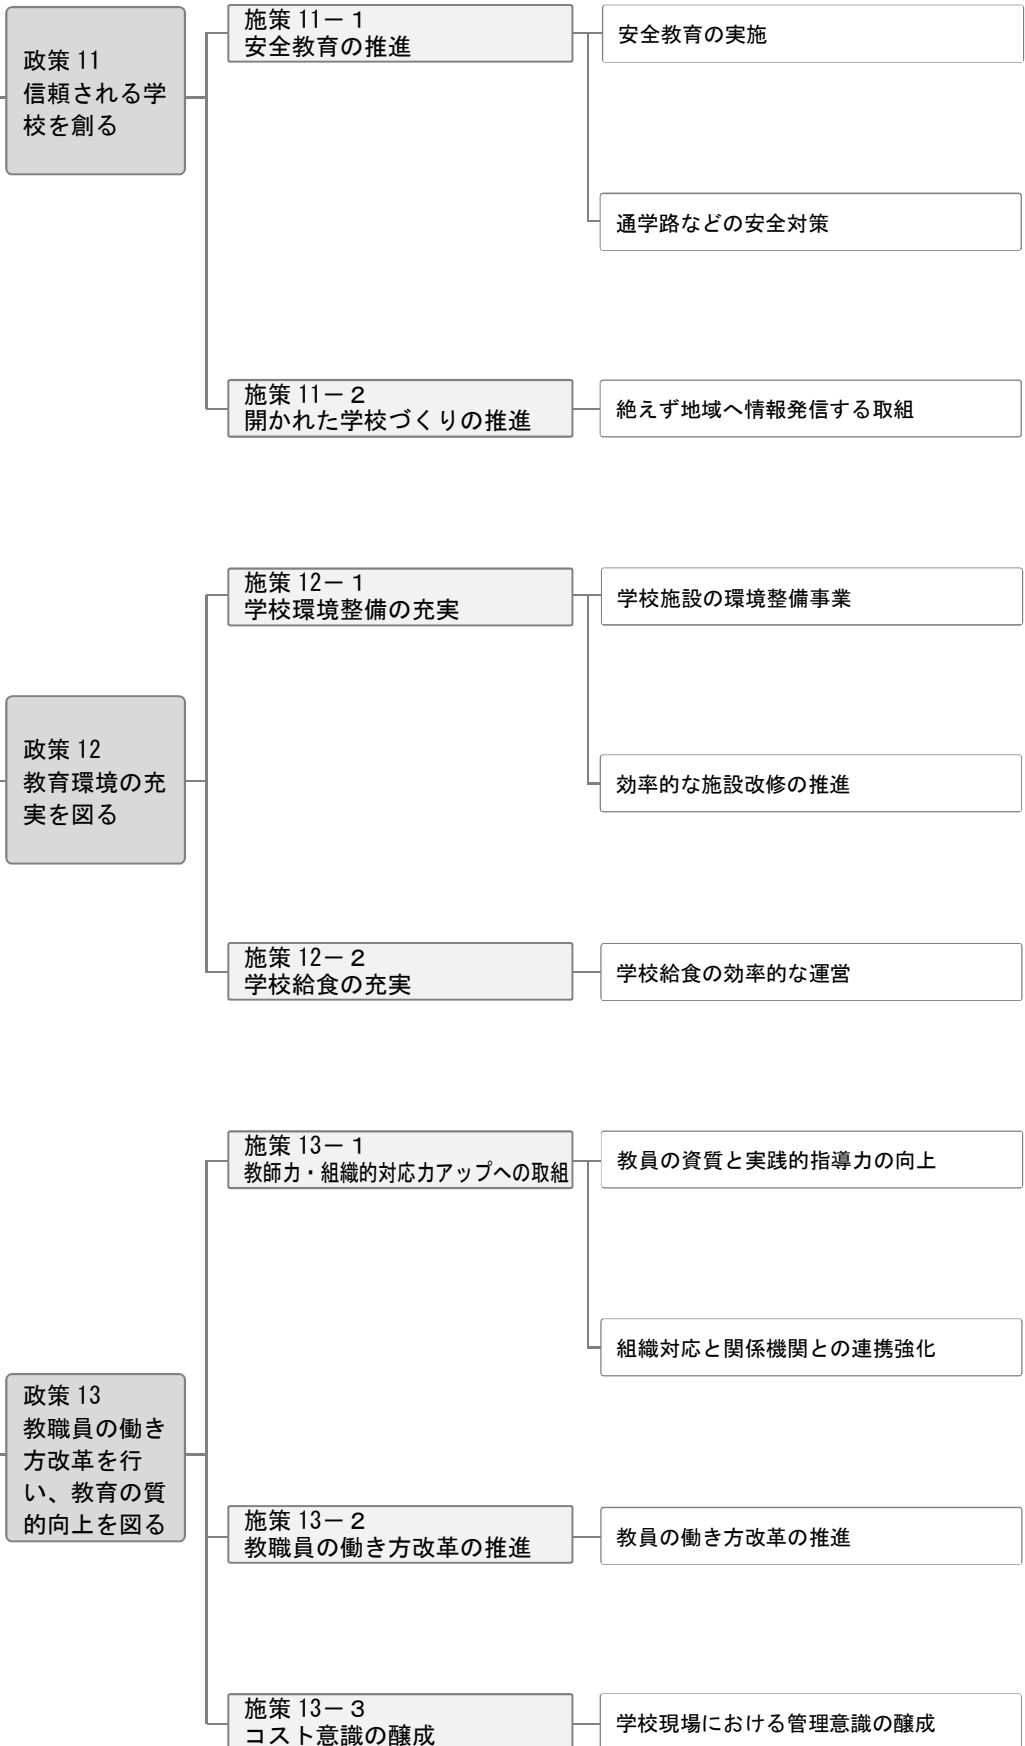 政策 11
信頼される学
校を創る
施策 11－１
安全教育の推進
安全教育の実施
通学路などの安全対策
施策 11－２
開かれた学校づくりの推進
絶えず地域へ情報発信する取組
政策 12
教育環境の充
実を図る
施策 12－１
学校環境整備の充実
学校施設の環境整備事業
効率的な施設改修の推進
施策 12－２
学校給食の充実
学校給食の効率的な運営
政策 13
教職員の働き
方改革を行
い、教育の質
的向上を図る
施策 13－１
教師力・組織的対応力アップへの取組
教員の資質と実践的指導力の向上
組織対応と関係機関との連携強化
施策 13－２
教職員の働き方改革の推進
教員の働き方改革の推進
施策 13－３
コスト意識の醸成
学校現場における管理意識の醸成